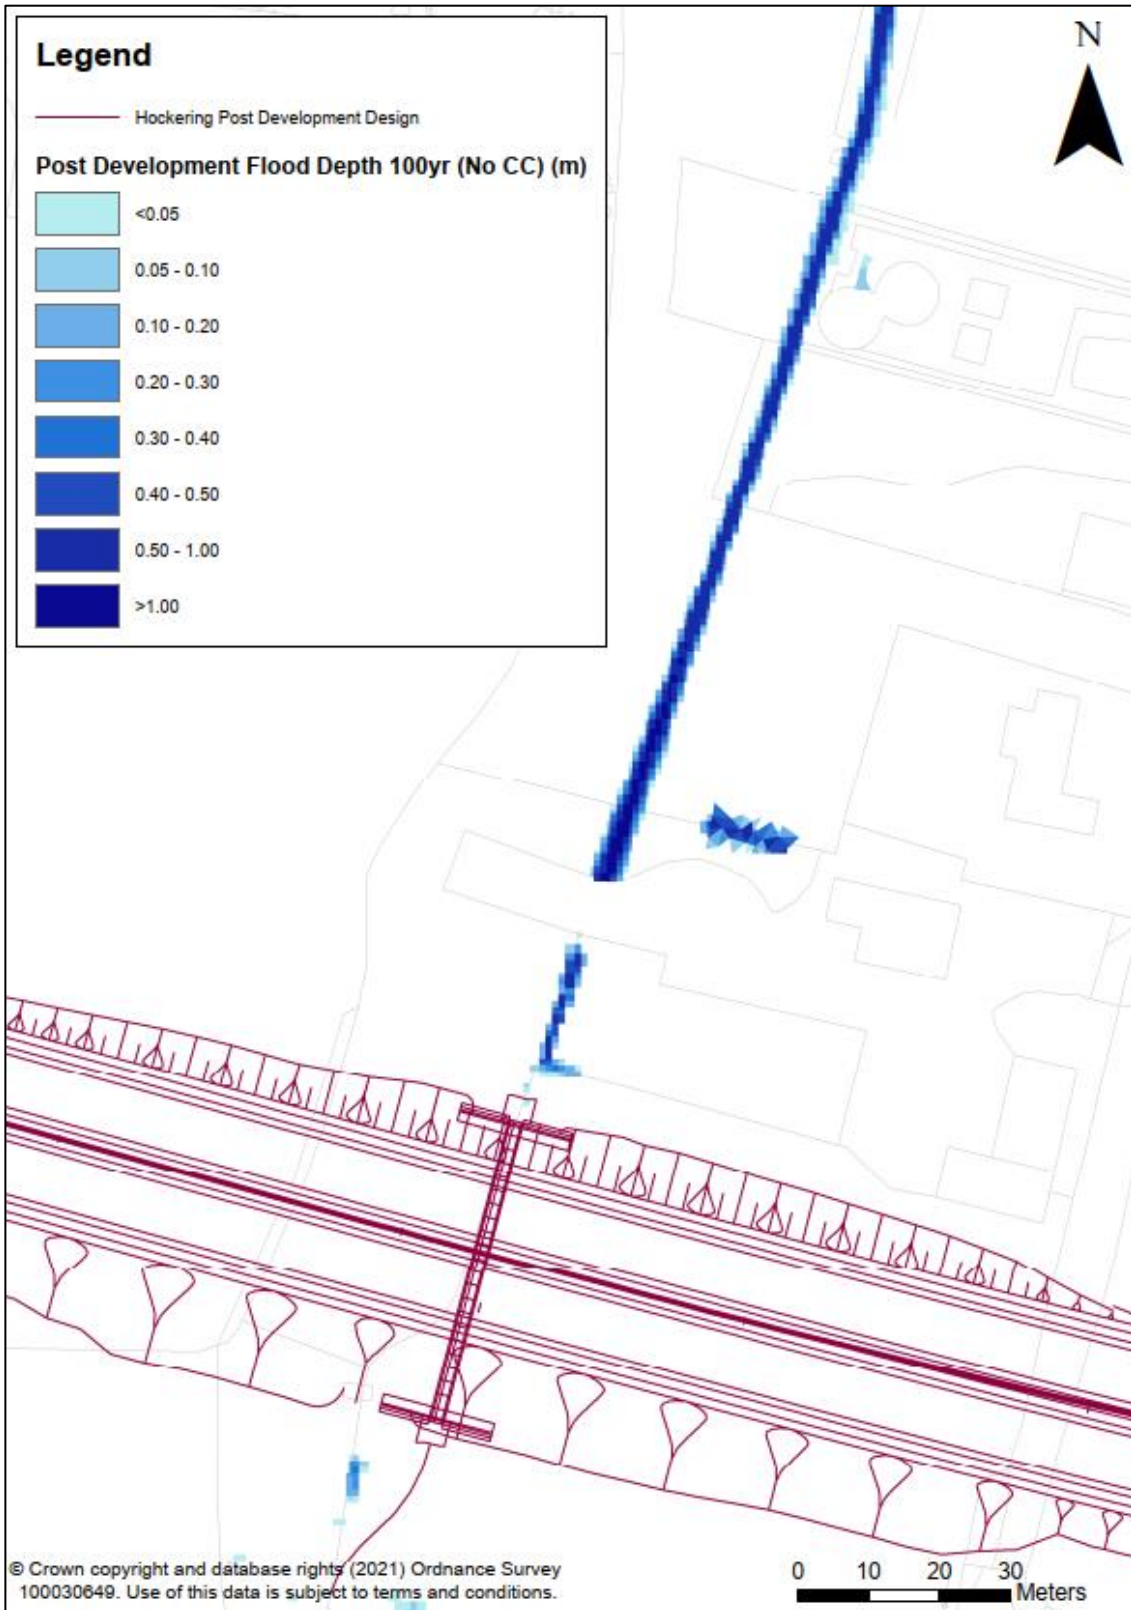 Legend
Hockering Post Development Design
Post Development Flood Depth 100yr (No CC) (m)
<0.05
0.05 - 0.10
0.10 - 0.20
0.20 - 0.30
0.30 - 0.40
0.40 - 0.50
0.50 - 1.00
>1.00
N
© Crown copyright and database rights (2021) Ordnance Survey
100030649. Use of this data is subject to terms and conditions.
0 10 20 30
Meters